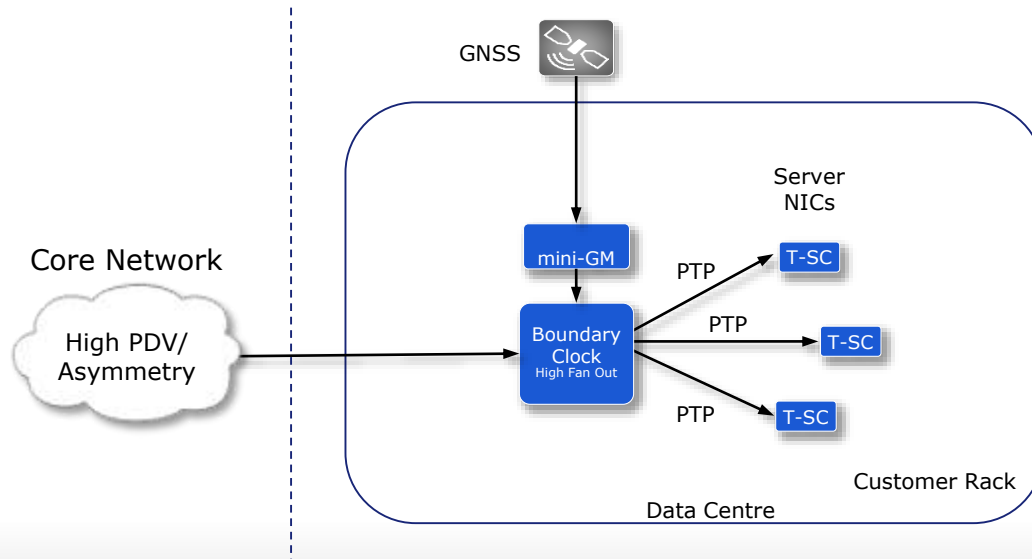 GNSS
Server
NICs
mini-GM
T-SC
PTP
Core Network
Boundary
Clock
High Fan Out
PTP
T-SC
High PDV/
Asymmetry
PTP
T-SC
Customer Rack
Data Centre